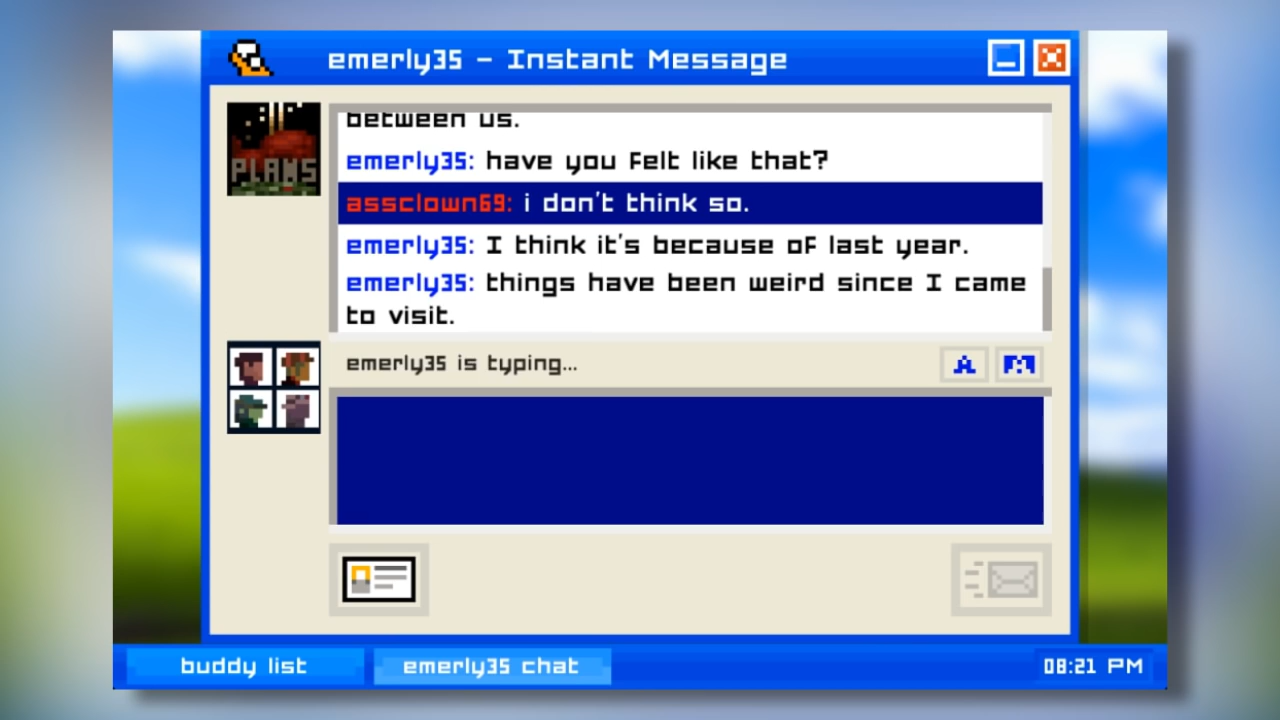 emerly35 - Instant Message
between us.
emerly35: have you felt like that?
assclown69: i don't think so.
emerly35: I think it's because of last year.
emerly35: things have been weird since I came
to visit.
PLANS
emerly35 is typing...
A
buddy list
emerly35 chat
08:21 PM